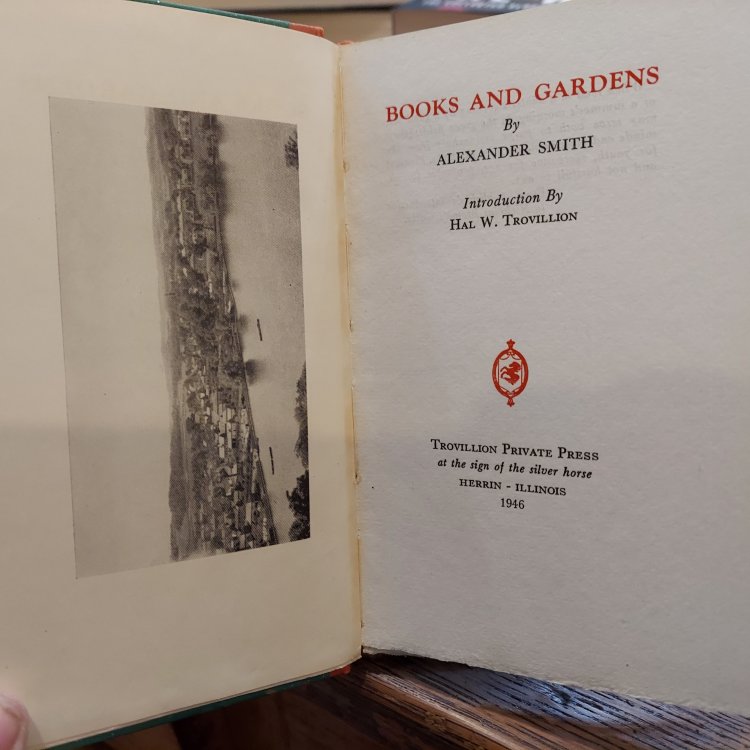 BOOKS AND GARDENS
By
ALEXANDER SMITH
Introduction By
HAL W. TROVILLION
TROVILLION PRIVATE PRESS
at the sign of the silver horse
HERRIN - ILLINOIS
1946